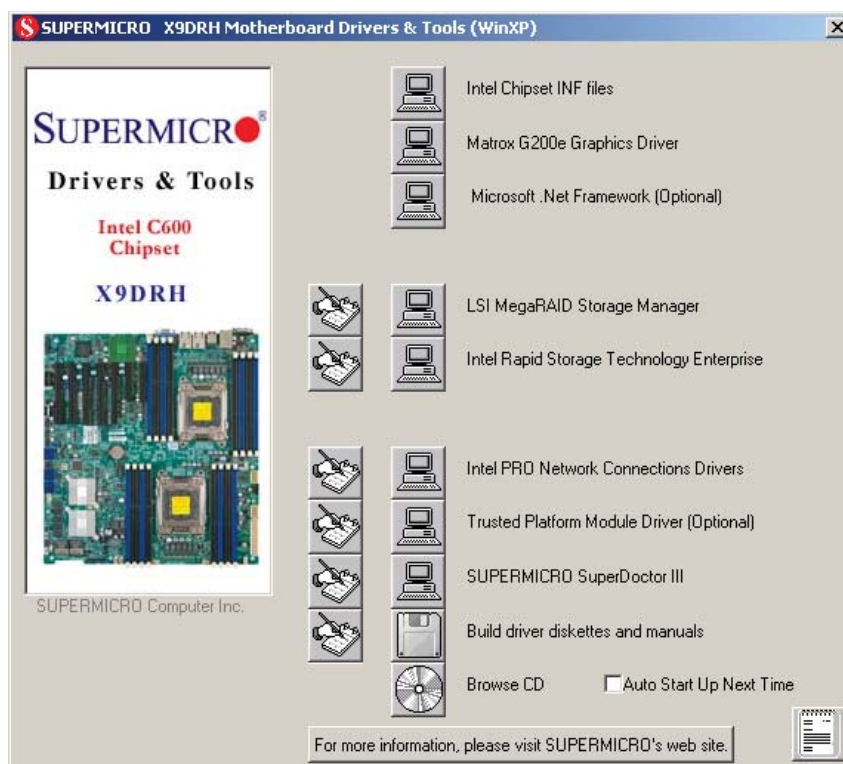 SUPERMICRO X9DRH Motherboard Drivers & Tools (WinXP)
SUPERMICRO®
Drivers & Tools
Intel C600
Chipset
X9DRH
SUPERMICRO Computer Inc.
Intel Chipset INF files
Matrox G200e Graphics Driver
Microsoft .Net Framework (Optional)
LSI MegaRAID Storage Manager
Intel Rapid Storage Technology Enterprise
Intel PRO Network Connections Drivers
Trusted Platform Module Driver (Optional)
SUPERMICRO SuperDoctor III
Build driver diskettes and manuals
Browse CD
Auto Start Up Next Time
For more information, please visit SUPERMICRO's web site.